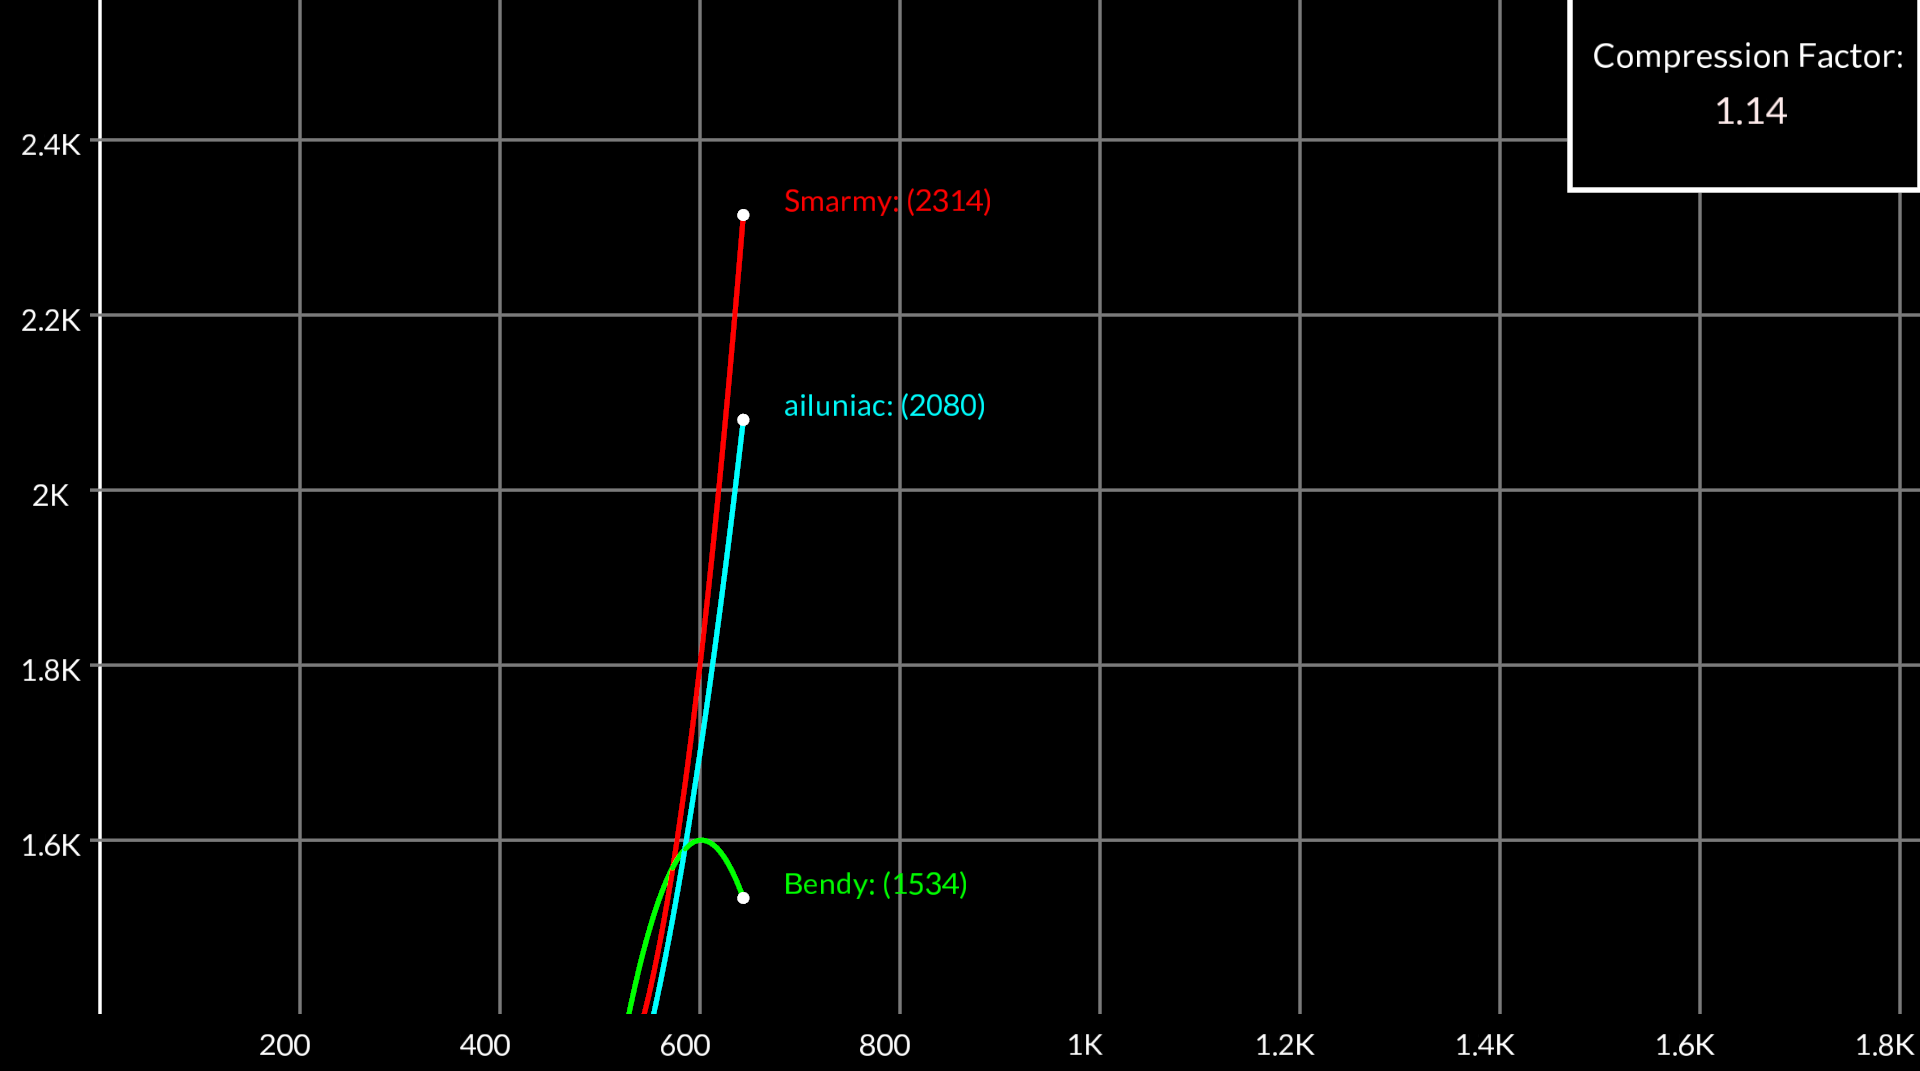 Compression Factor:
1.14
2.4K
Smarmy: (2314)
2.2K
ailuniac: (2080)
2K
1.8K
1.6K
Bendy: (1534)
200 400 600 800 1K 1.2K 1.4K 1.6K 1.8K